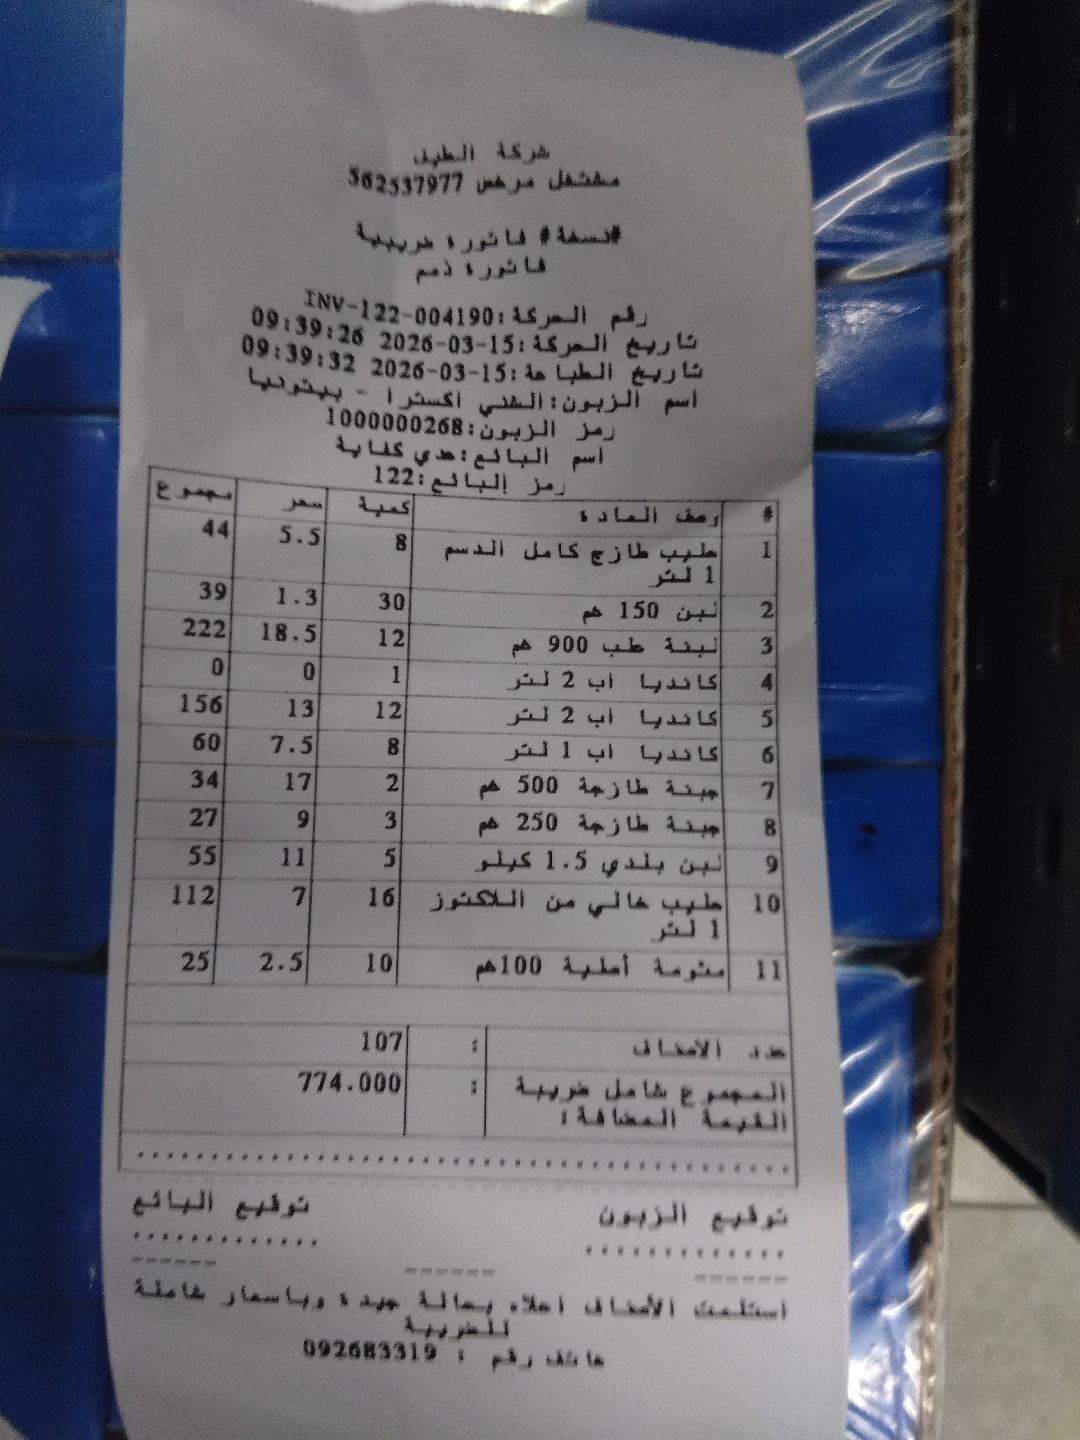 شركة الطيف
مشتغل مرخص 562537977
#نسخة# فاتورة ضريبية
فاتورة ذمم
رقم الحركة:INV-122-004190
تاريخ الحركة:15-03-2026 09:39:26
تاريخ الطباعة:15-03-2026 09:39:32
اسم الزبون:الغني اكسترا - بيتونيا
رمز الزبون:1000000268
اسم البائع:عدي كفاية
رمز البائع:122
# وصف المادة كمية سعر مجموع
1 حليب طازج كامل الدسم 8 5.5 44
1 لتر
2 لبن 150 غم 30 1.3 39
3 لبنة علب 900 غم 12 18.5 222
4 كانديا اب 2 لتر 1 0 0
5 كانديا اب 2 لتر 12 13 156
6 كانديا اب 1 لتر 8 7.5 60
7 جبنة طازجة 500 غم 2 17 34
8 جبنة طازجة 250 غم 3 9 27
9 لبن بلدي 1.5 كيلو 5 11 55
10 حليب خالي من اللاكتوز 16 7 112
1 لتر
11 مثومة أصلية 100غم 10 2.5 25
عدد الأصناف : 107
المجموع شامل ضريبة : 774.000
القيمة المضافة:
توقيع الزبون توقيع البائع
استلمت الأصناف أعلاه بحالة جيدة وباسعار شاملة
للضريبة
هاتف رقم : 092683319